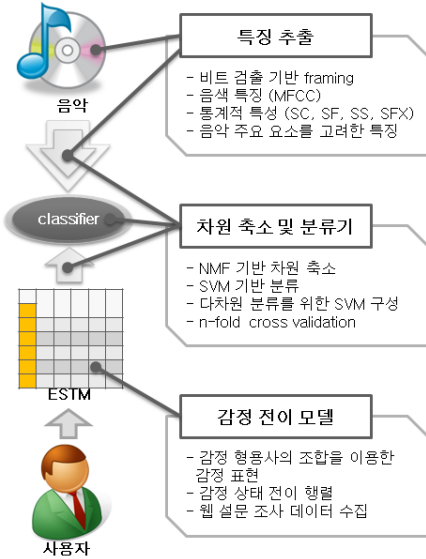 특징 추출
- 비트 검출 기반 framing
- 음색 특징 (MFCC)
- 통계적 특성 (SC, SF, SS, SFX)
- 음악 주요 요소를 고려한 특징
음악
classifier
차원 축소 및 분류기
- NMF 기반 차원 축소
- SVM 기반 분류
- 다차원 분류를 위한 SVM 구성
- n-fold cross validation
ESTM
감정 전이 모델
- 감정 형용사의 조합을 이용한
감정 표현
- 감정 상태 전이 행렬
- 웹 설문 조사 데이터 수집
사용자